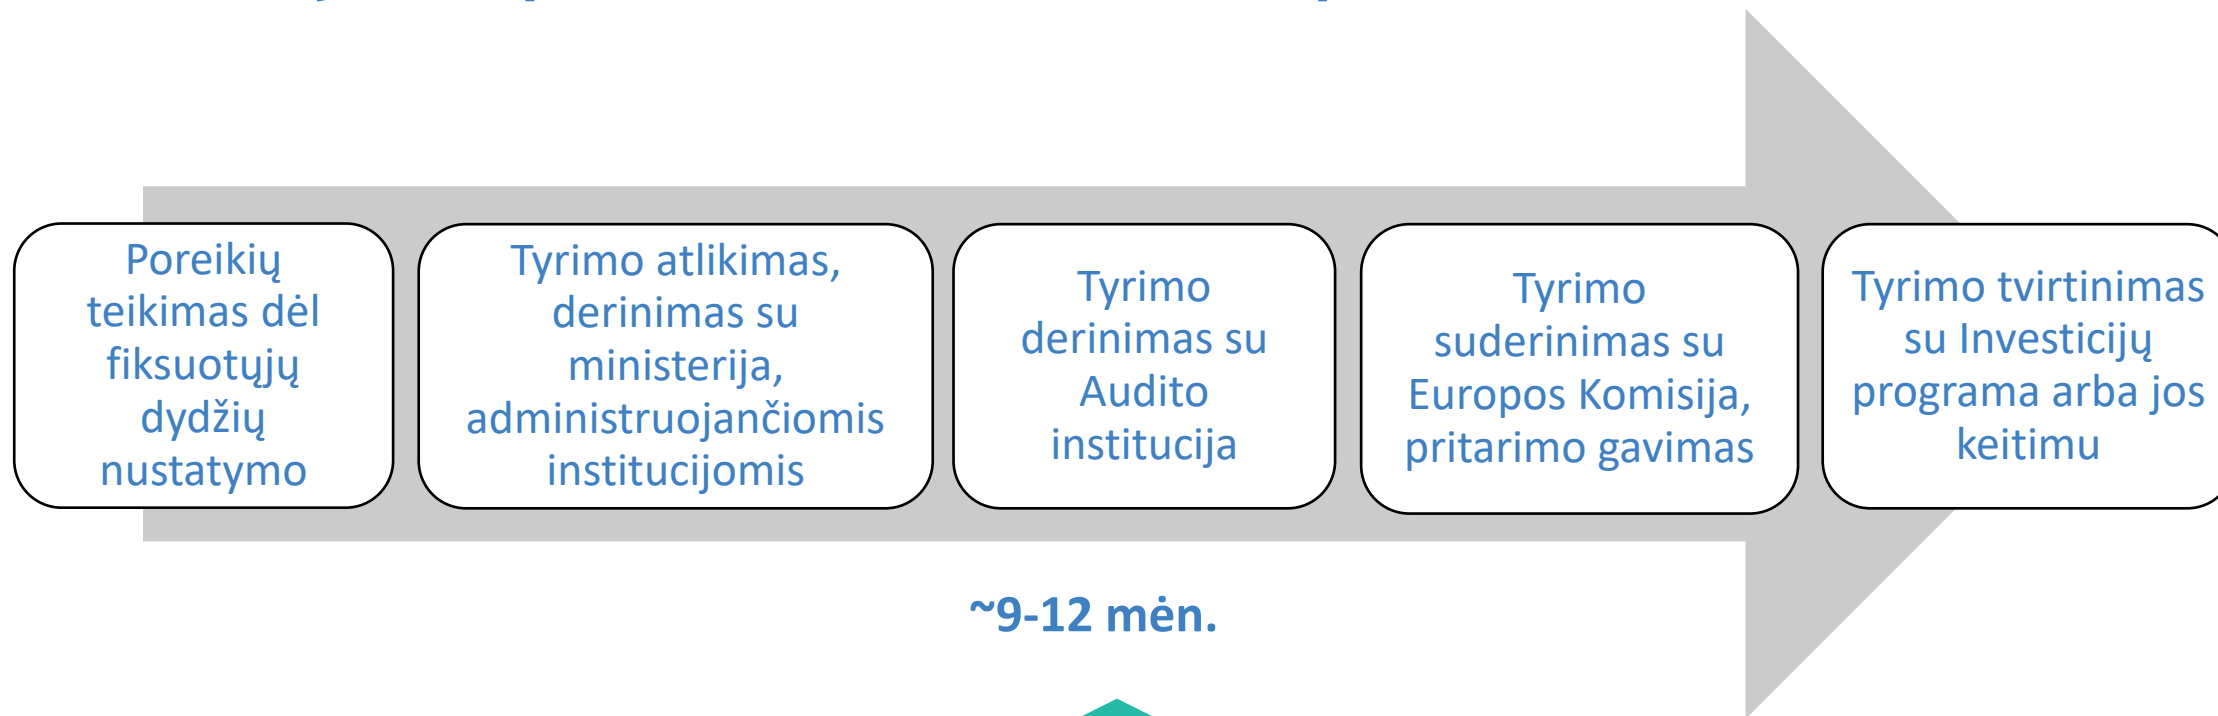 Poreikių
teikimas dėl
fiksuotųjų
dydžių
nustatymo
Tyrimo atlikimas,
derinimas su
ministerija,
administruojančiomis
institucijomis
Tyrimo
derinimas su
Audito
institucija
Tyrimo
suderinimas su
Europos Komisija,
pritarimo gavimas
Tyrimo tvirtinimas
su Investicijų
programa arba jos
keitimu
~9-12 mėn.